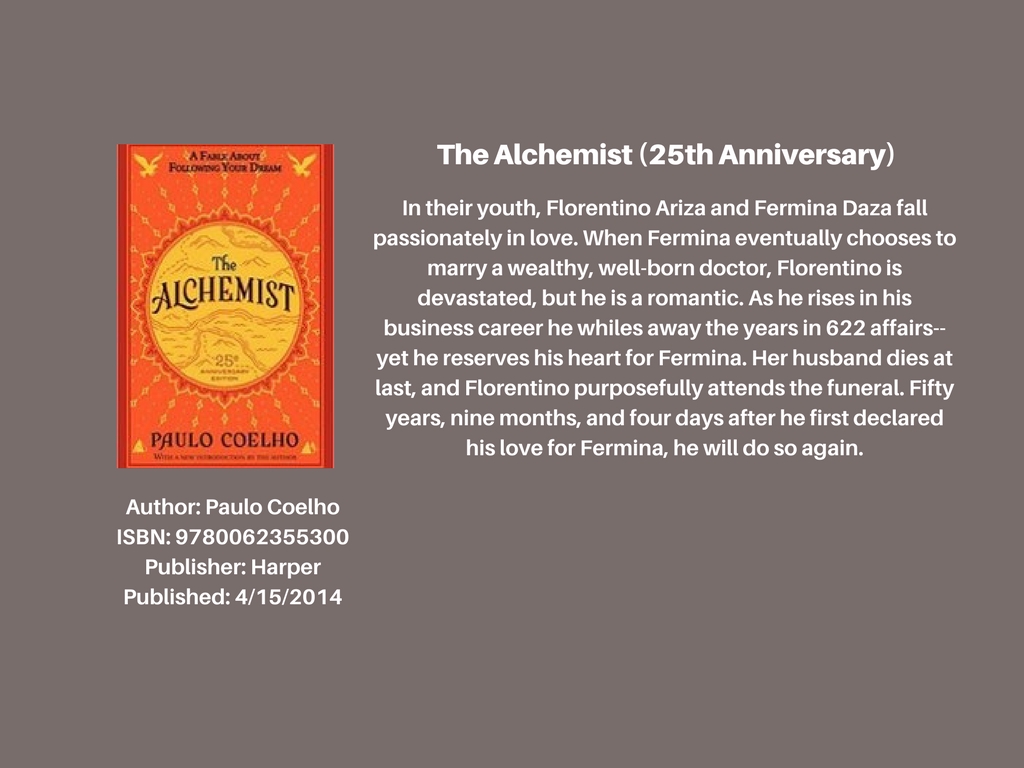 A Fable About
Following Your Dream
The
Alchemist
25th
Anniversary
Edition
Paulo Coelho
With a new introduction by the author
The Alchemist (25th Anniversary)
In their youth, Florentino Ariza and Fermina Daza fall
passionately in love. When Fermina eventually chooses to
marry a wealthy, well-born doctor, Florentino is
devastated, but he is a romantic. As he rises in his
business career he whiles away the years in 622 affairs--
yet he reserves his heart for Fermina. Her husband dies at
last, and Florentino purposefully attends the funeral. Fifty
years, nine months, and four days after he first declared
his love for Fermina, he will do so again.
Author: Paulo Coelho
ISBN: 9780062355300
Publisher: Harper
Published: 4/15/2014